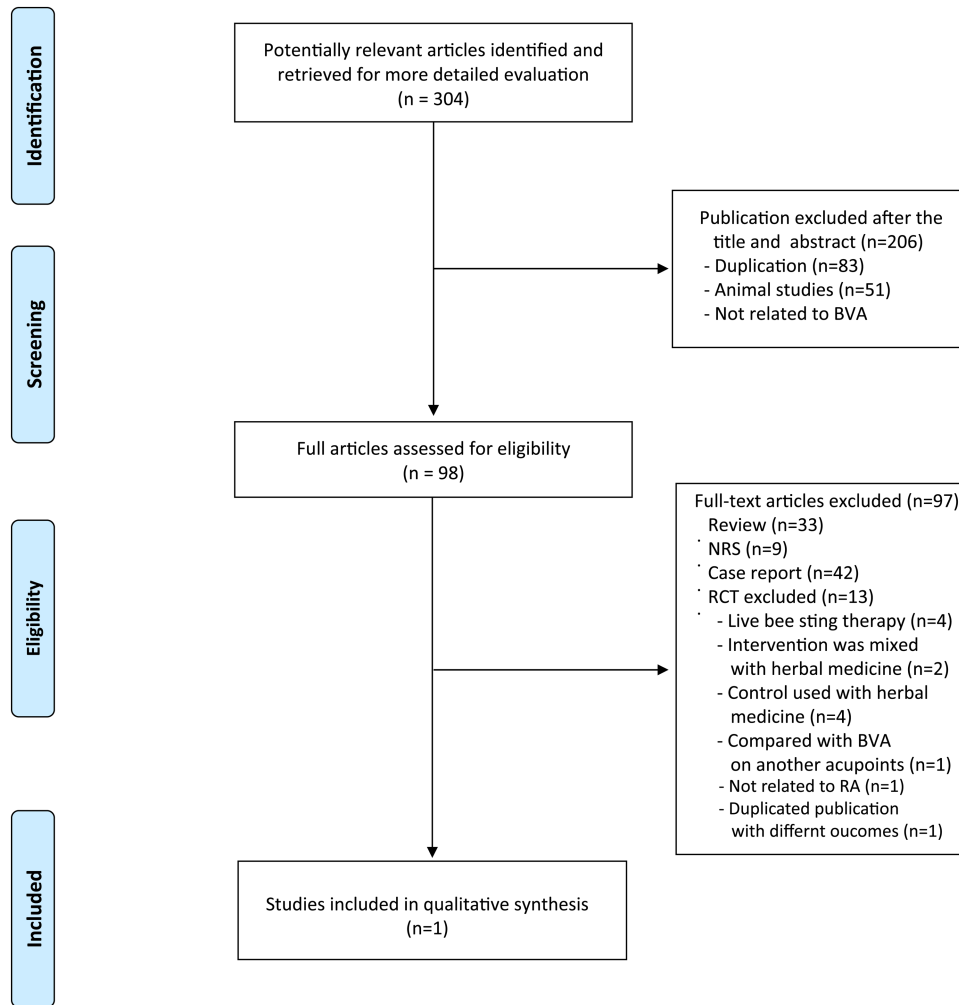 Identification
Potentially relevant articles identified and
retrieved for more detailed evaluation
(n = 304)
Publication excluded after the
title and abstract (n=206)
- Duplication (n=83)
- Animal studies (n=51)
- Not related to BVA
Screening
Full articles assessed for eligibility
(n = 98)
Full-text articles excluded (n=97)
Review (n=33)
· NRS (n=9)
· Case report (n=42)
· RCT excluded (n=13)
· - Live bee sting therapy (n=4)
- Intervention was mixed
with herbal medicine (n=2)
- Control used with herbal
medicine (n=4)
- Compared with BVA
on another acupoints (n=1)
- Not related to RA (n=1)
- Duplicated publication
with differnt oucomes (n=1)
Eligibility
Studies included in qualitative synthesis
(n=1)
Included